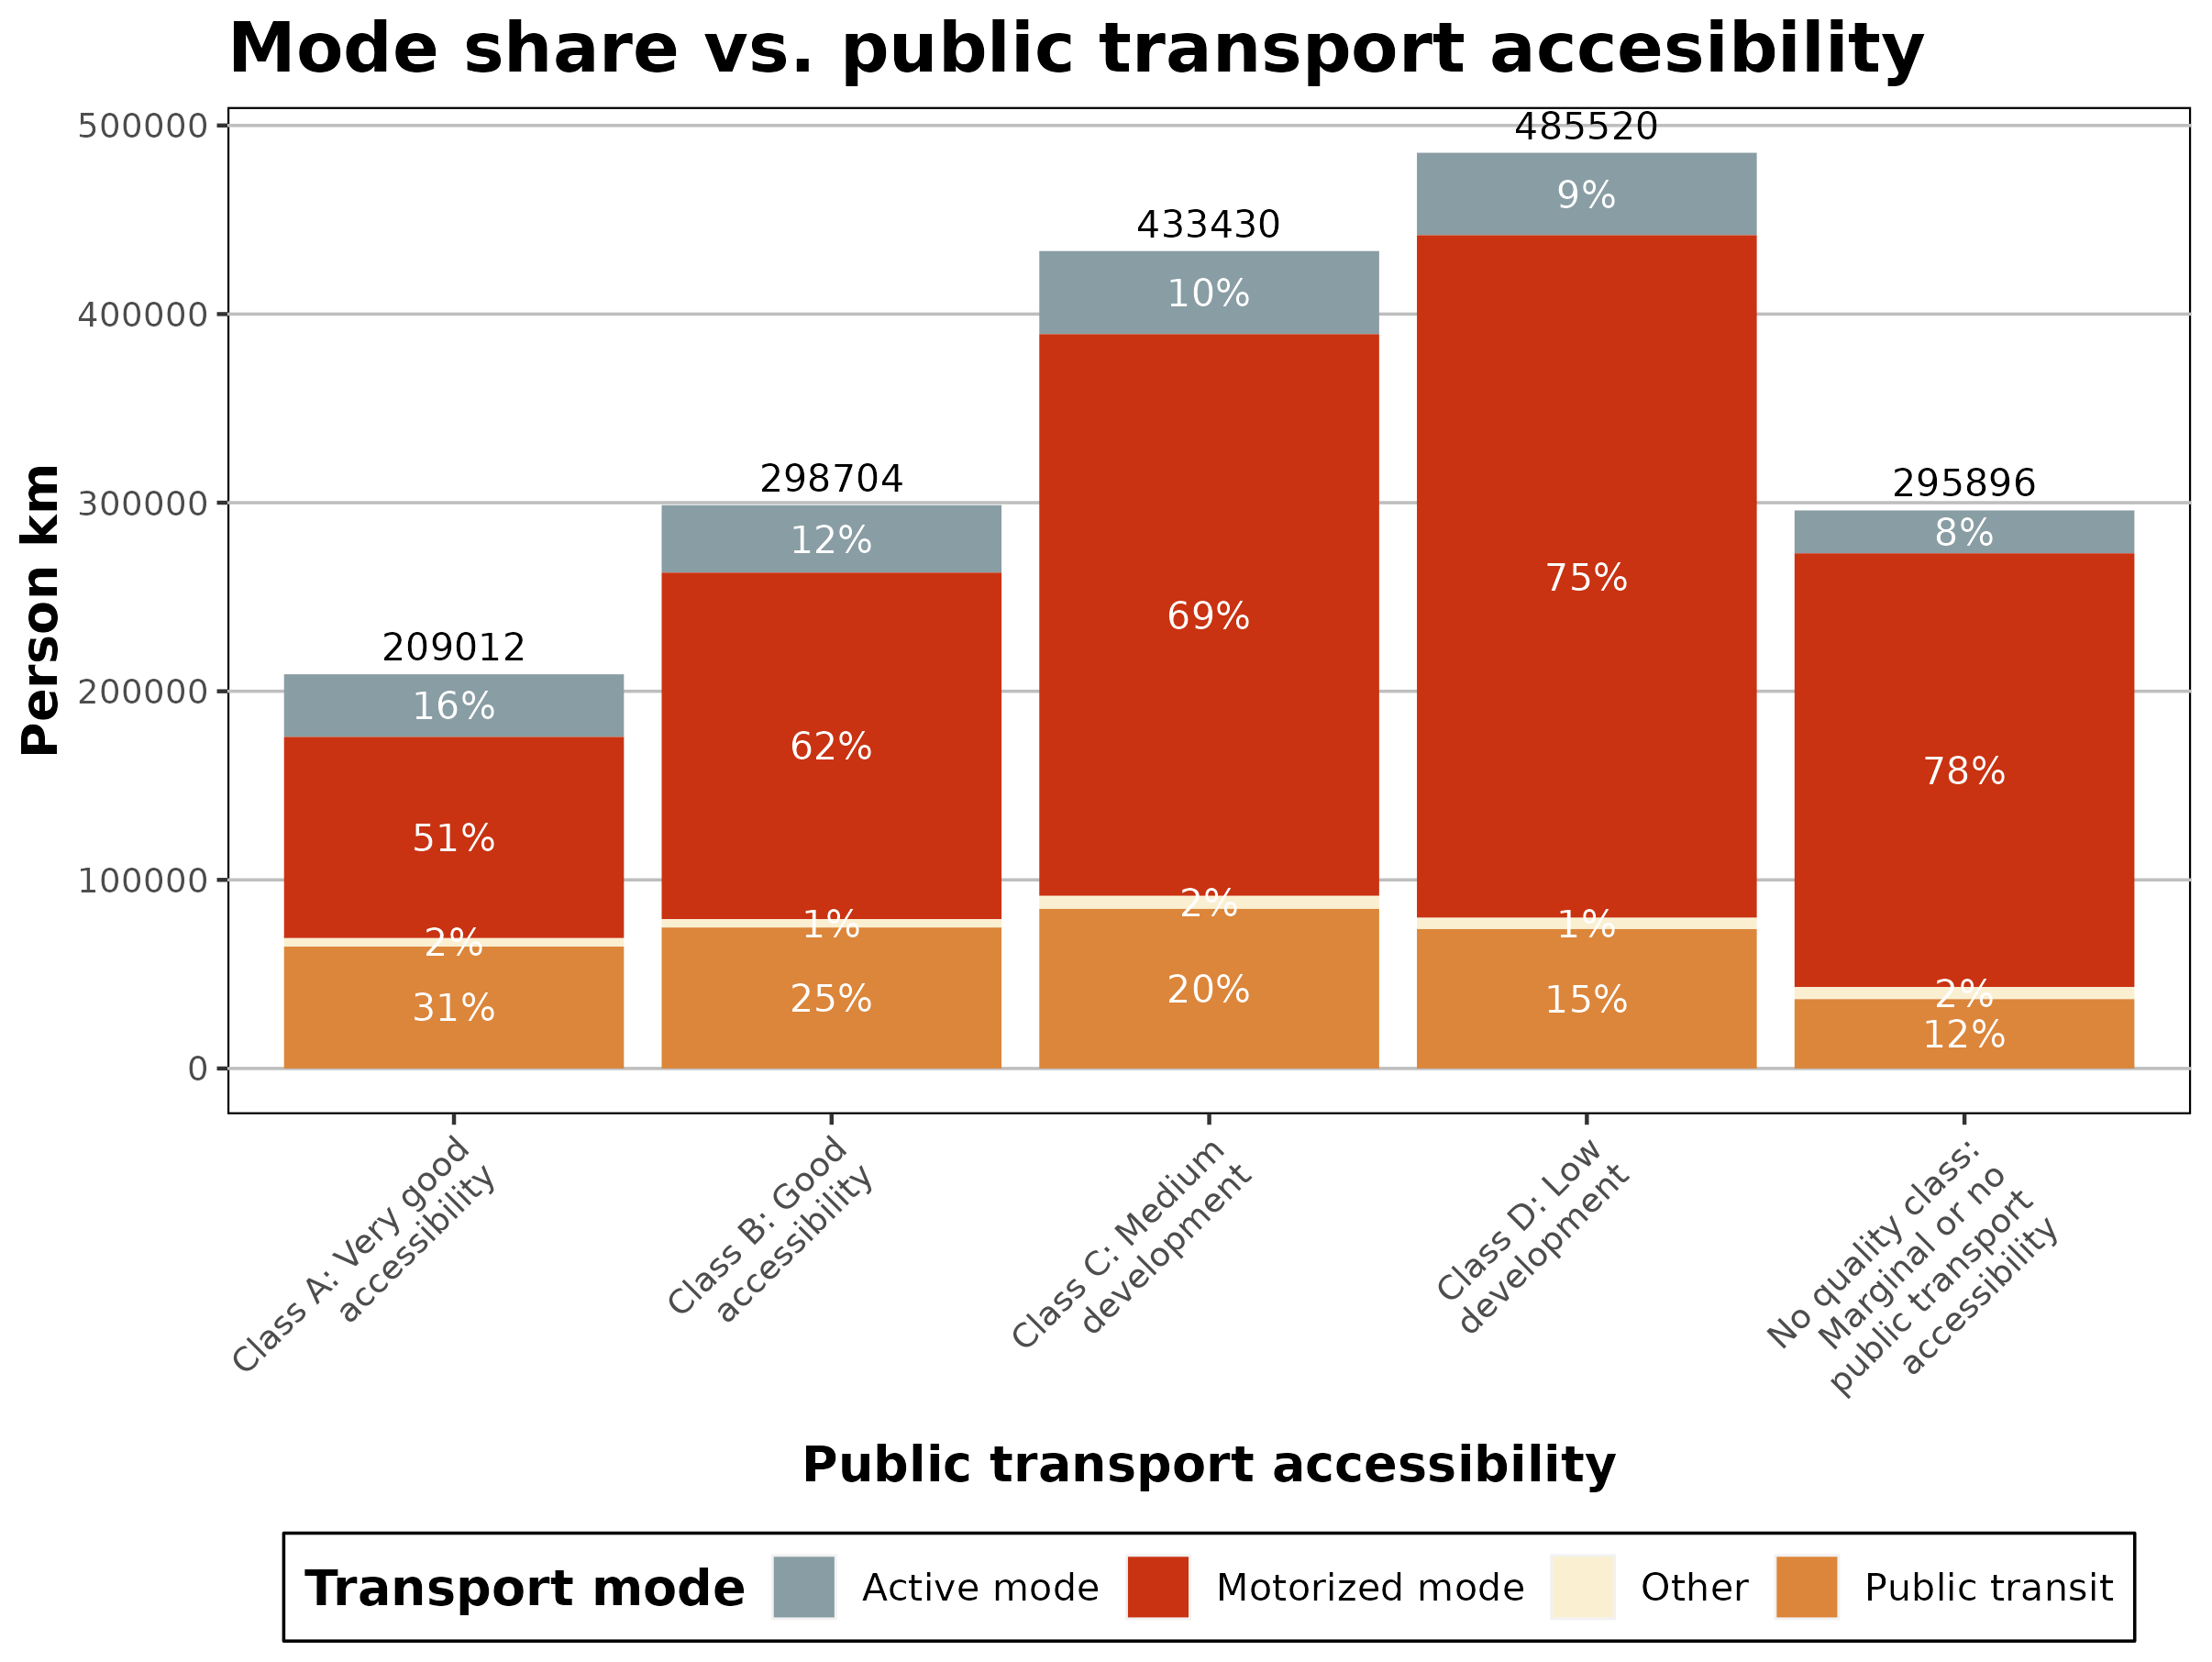 Mode share vs. public transport accesibility
Person km
500000
400000
300000
200000
100000
0
209012
16%
51%
2%
31%
298704
12%
62%
1%
25%
433430
10%
69%
2%
20%
485520
9%
75%
1%
15%
295896
8%
78%
2%
12%
Class A: Very good
accessibility
Class B: Good
accessibility
Class C: Medium
development
Class D: Low
development
No quality class:
Marginal or no
public transport
accessibility
Public transport accessibility
Transport mode
Active mode
Motorized mode
Other
Public transit